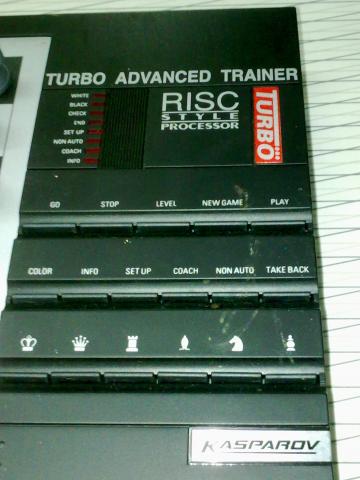 TURBO ADVANCED TRAINER
WHITE
BLACK
CHECK
END
SET UP
NON AUTO
COACH
INFO
RISC
STYLE
PROCESSOR
TURBO
GO STOP LEVEL NEW GAME PLAY
COLOR INFO SET UP COACH NON AUTO TAKE BACK
KASPAROV